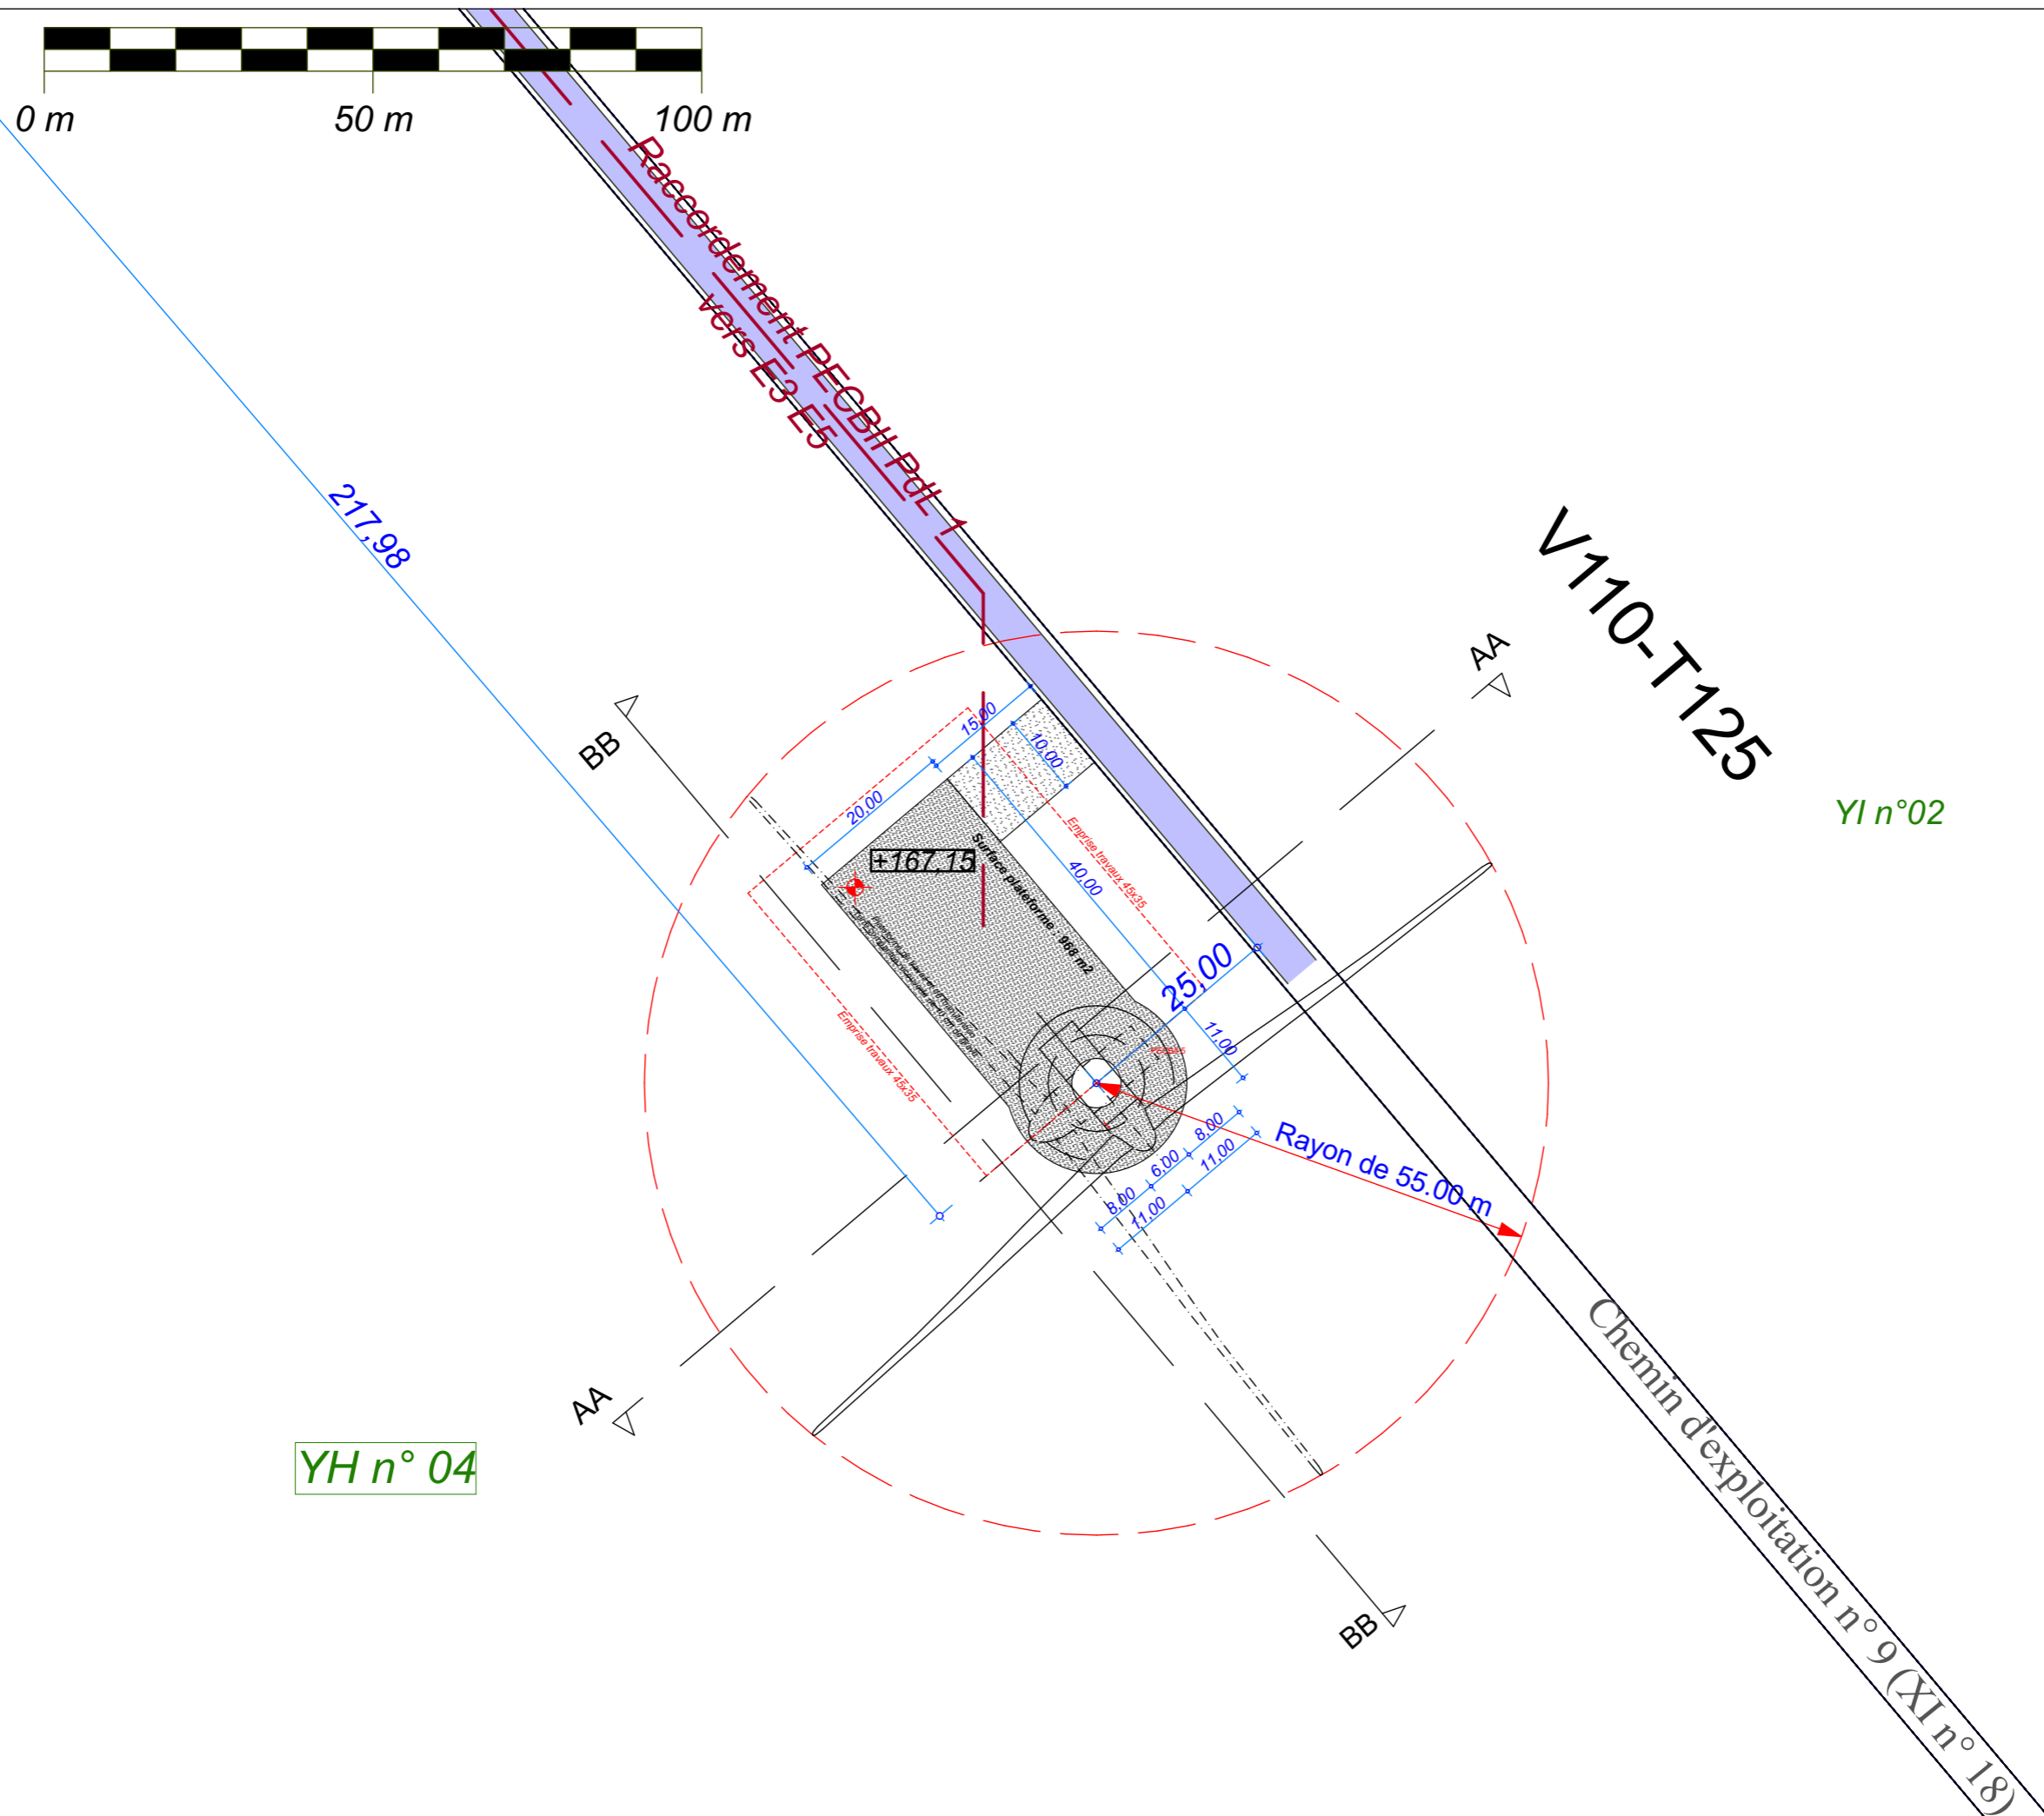 0 m
50 m
100 m
Raccordement PECBII PdL 1
vers E3 E5
217,98
V110-T125
AA
BB
YI n°02
15,00
10,00
20,00
+167,15
Surface plateforme : 968 m2
40,00
Emprise travaux 45x35
25,00
11,00
Emprise travaux 45x35
8,00
6,00
8,00
11,00
11,00
Rayon de 55.00 m
AA
YH n° 04
BB
Chemin d'exploitation n° 9 (XI n° 18)